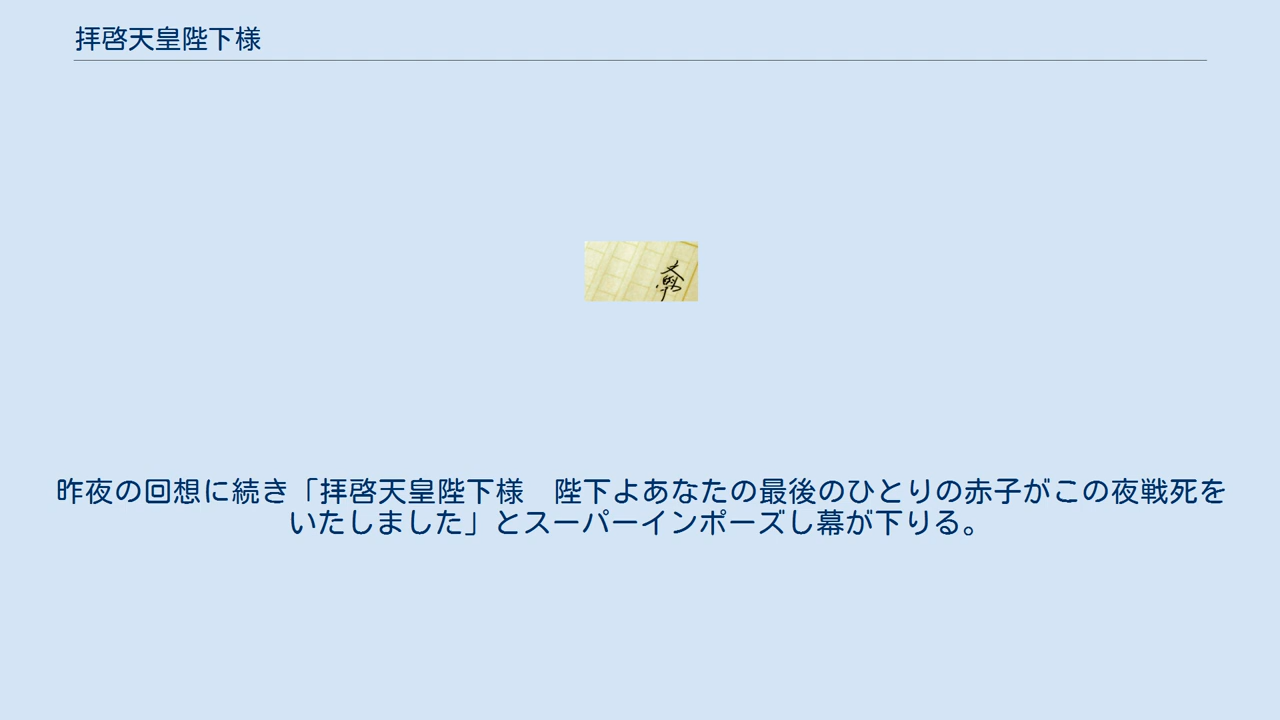 拝啓天皇陛下様
昨夜の回想に続き「拝啓天皇陛下様　陛下よあなたの最後のひとりの赤子がこの夜戦死を
いたしました」とスーパーインポーズし幕が下りる。